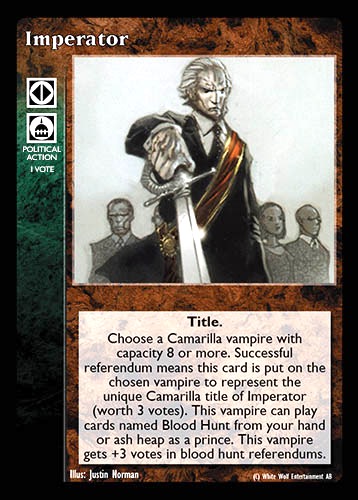 Imperator
POLITICAL
ACTION
1 VOTE
Title.
Choose a Camarilla vampire with
capacity 8 or more. Successful
referendum means this card is put on the
chosen vampire to represent the
unique Camarilla title of Imperator
(worth 3 votes). This vampire can play
cards named Blood Hunt from your hand
or ash heap as a prince. This vampire
gets +3 votes in blood hunt referendums.
Illus: Justin Norman
(C) White Wolf Entertainment AB